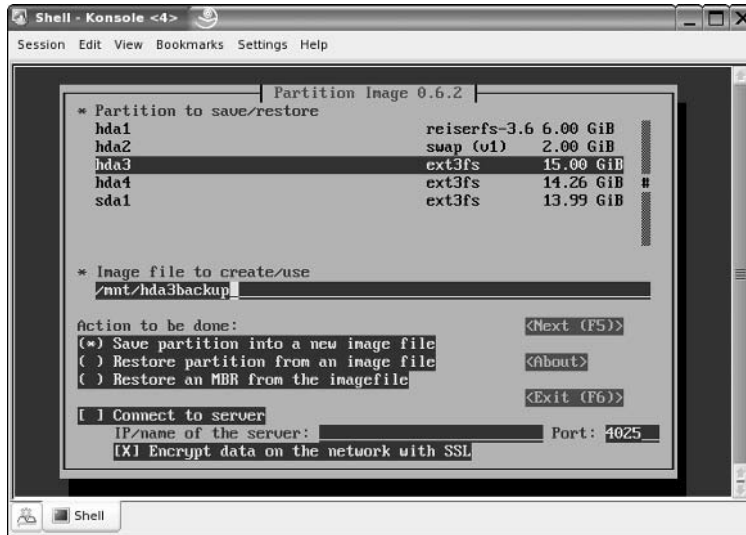 Shell - Konsole <4>
Session Edit View Bookmarks Settings Help
Partition Image 0.6.2
* Partition to save/restore
hda1 reiserfs-3.6 6.00 GiB
hda2 swap (v1) 2.00 GiB
hda3 ext3fs 15.00 GiB
hda4 ext3fs 14.26 GiB #
sda1 ext3fs 13.99 GiB
* Image file to create/use
/mnt/hda3backup
Action to be done: <Next (F5)>
(*) Save partition into a new image file
( ) Restore partition from an image file <About>
( ) Restore an MBR from the imagefile
<Exit (F6)>
[ ] Connect to server
IP/name of the server: Port: 4025__
[X] Encrypt data on the network with SSL
Shell